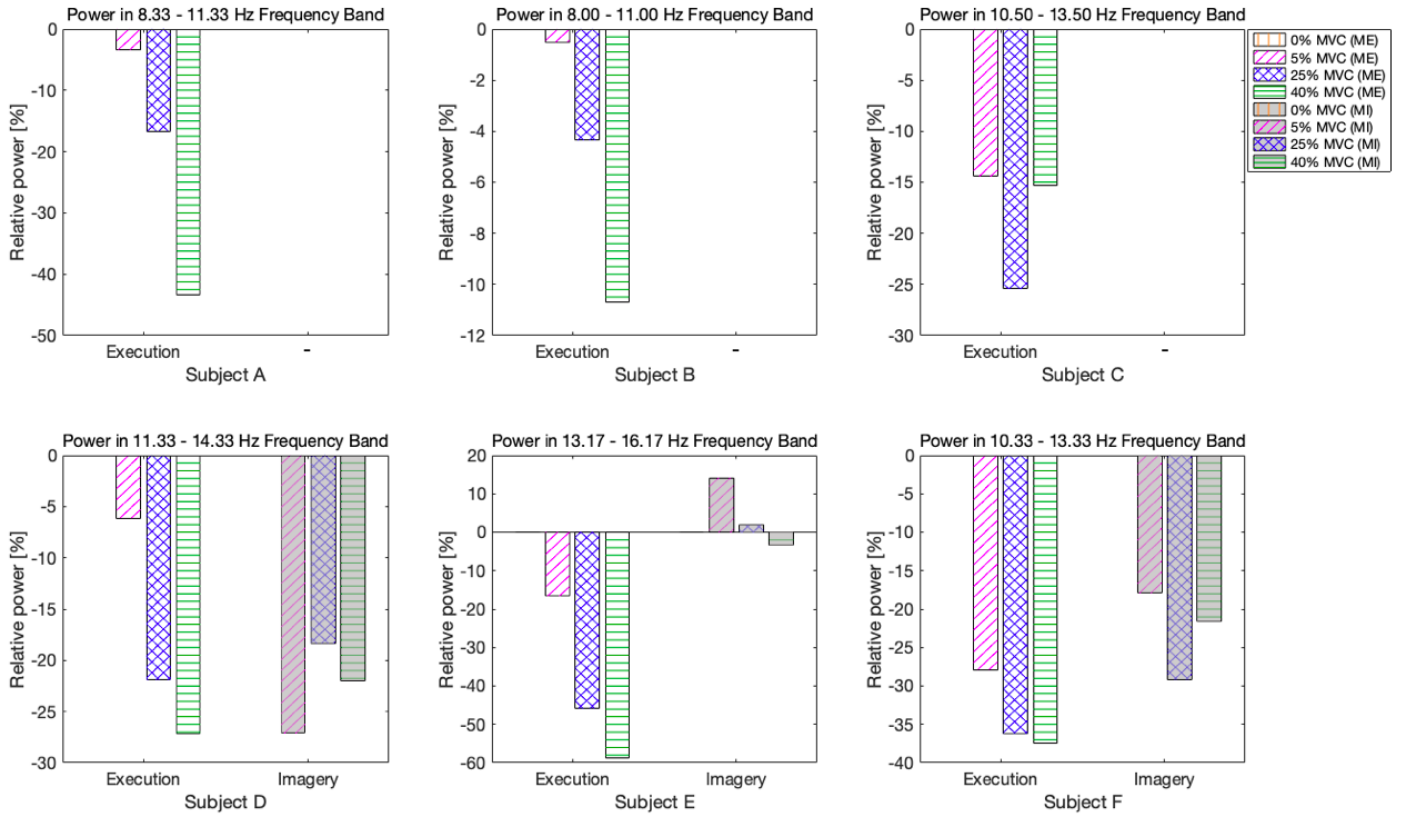 Power in 8.33 - 11.33 Hz Frequency Band
0
-10
-20
-30
-40
-50
Relative power [%]
Execution
-
Subject A
Power in 8.00 - 11.00 Hz Frequency Band
0
-2
-4
-6
-8
-10
-12
Relative power [%]
Execution
-
Subject B
Power in 10.50 - 13.50 Hz Frequency Band
0
-5
-10
-15
-20
-25
-30
Relative power [%]
Execution
-
Subject C
0% MVC (ME)
5% MVC (ME)
25% MVC (ME)
40% MVC (ME)
0% MVC (MI)
5% MVC (MI)
25% MVC (MI)
40% MVC (MI)
Power in 11.33 - 14.33 Hz Frequency Band
0
-5
-10
-15
-20
-25
-30
Relative power [%]
Execution
Imagery
Subject D
Power in 13.17 - 16.17 Hz Frequency Band
20
10
0
-10
-20
-30
-40
-50
-60
Relative power [%]
Execution
Imagery
Subject E
Power in 10.33 - 13.33 Hz Frequency Band
0
-5
-10
-15
-20
-25
-30
-35
-40
Relative power [%]
Execution
Imagery
Subject F